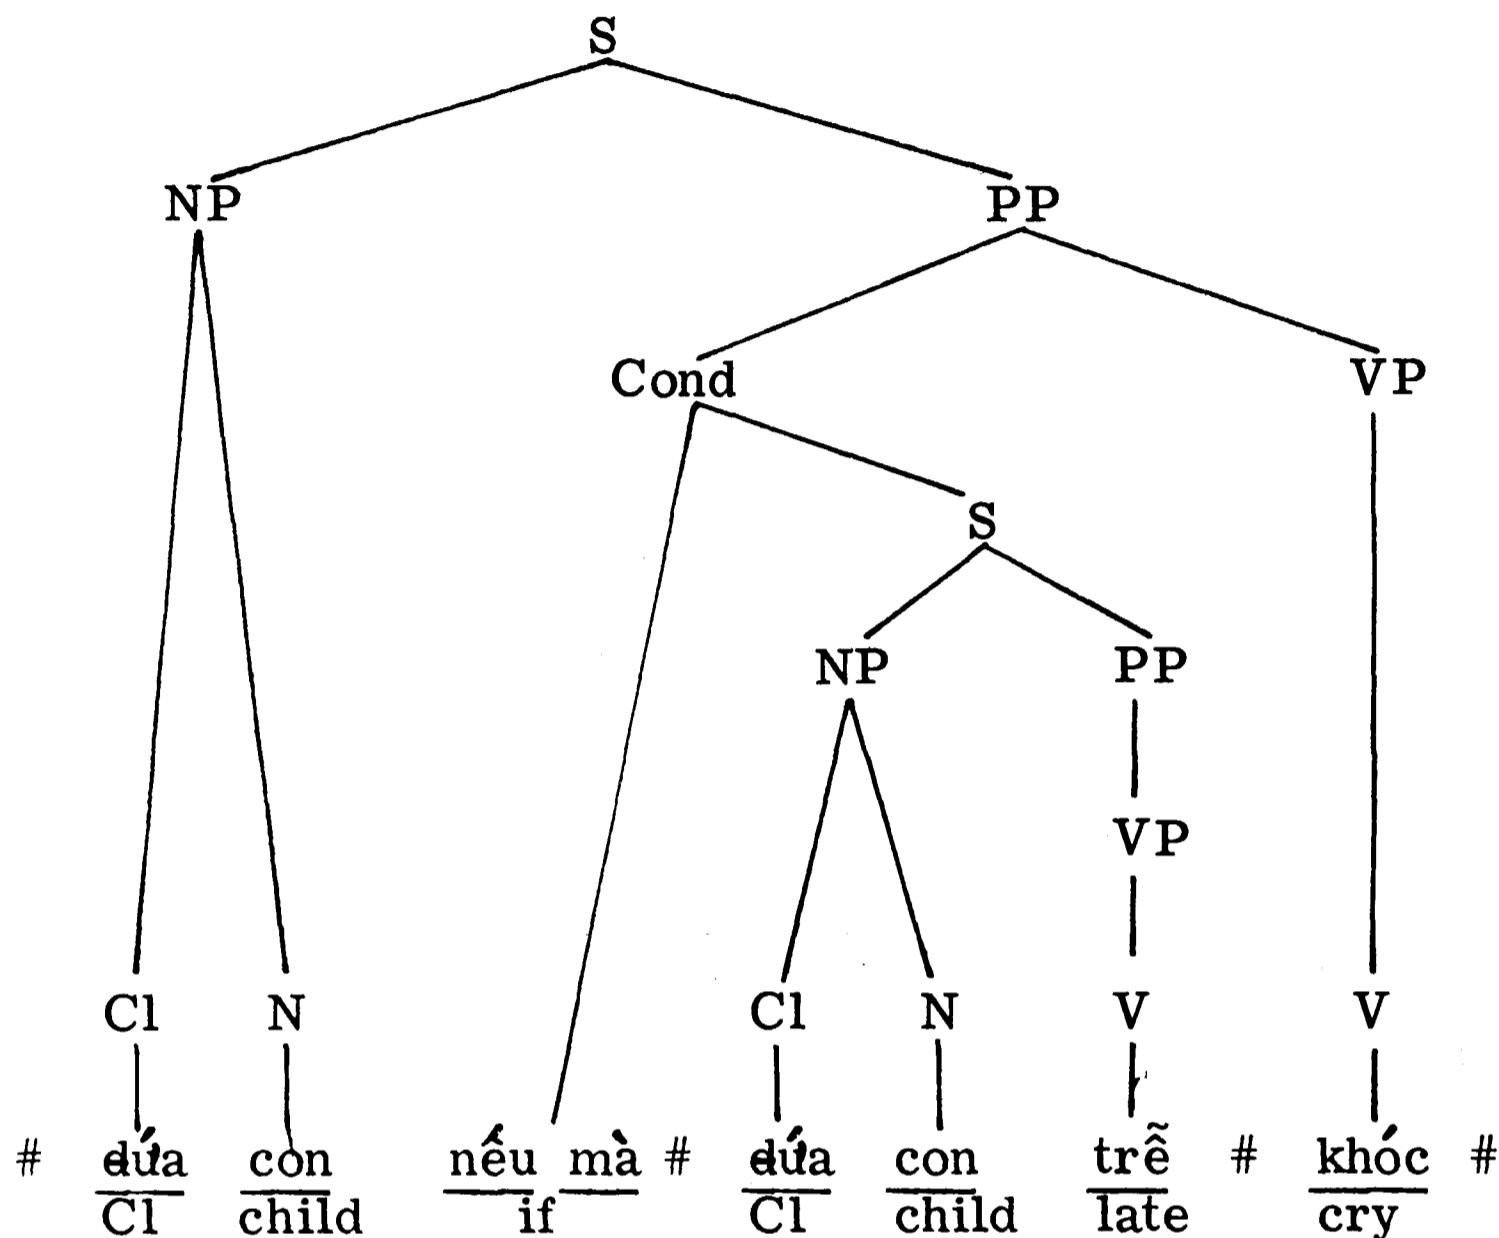 S
NP PP
Cond VP
S
NP PP
VP
Cl N Cl N V V
# đứa con nếu mà # đứa con trễ # khóc #
Cl child if Cl child late cry